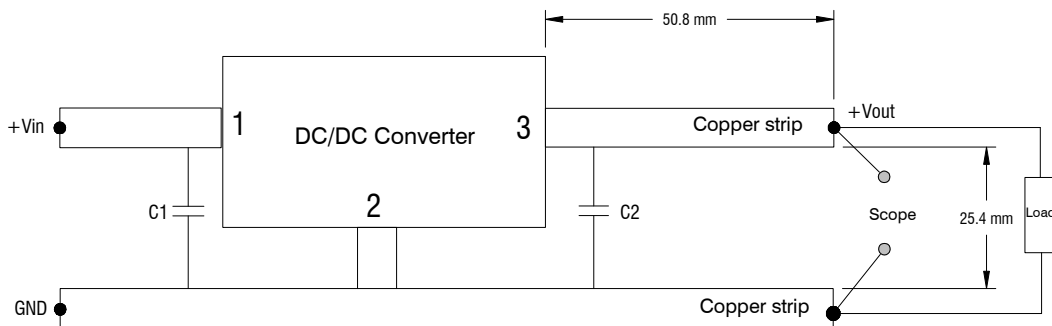 50.8 mm
+Vin
1
DC/DC Converter
3
Copper strip
+Vout
2
C1
C2
Scope
25.4 mm
Load
GND
Copper strip